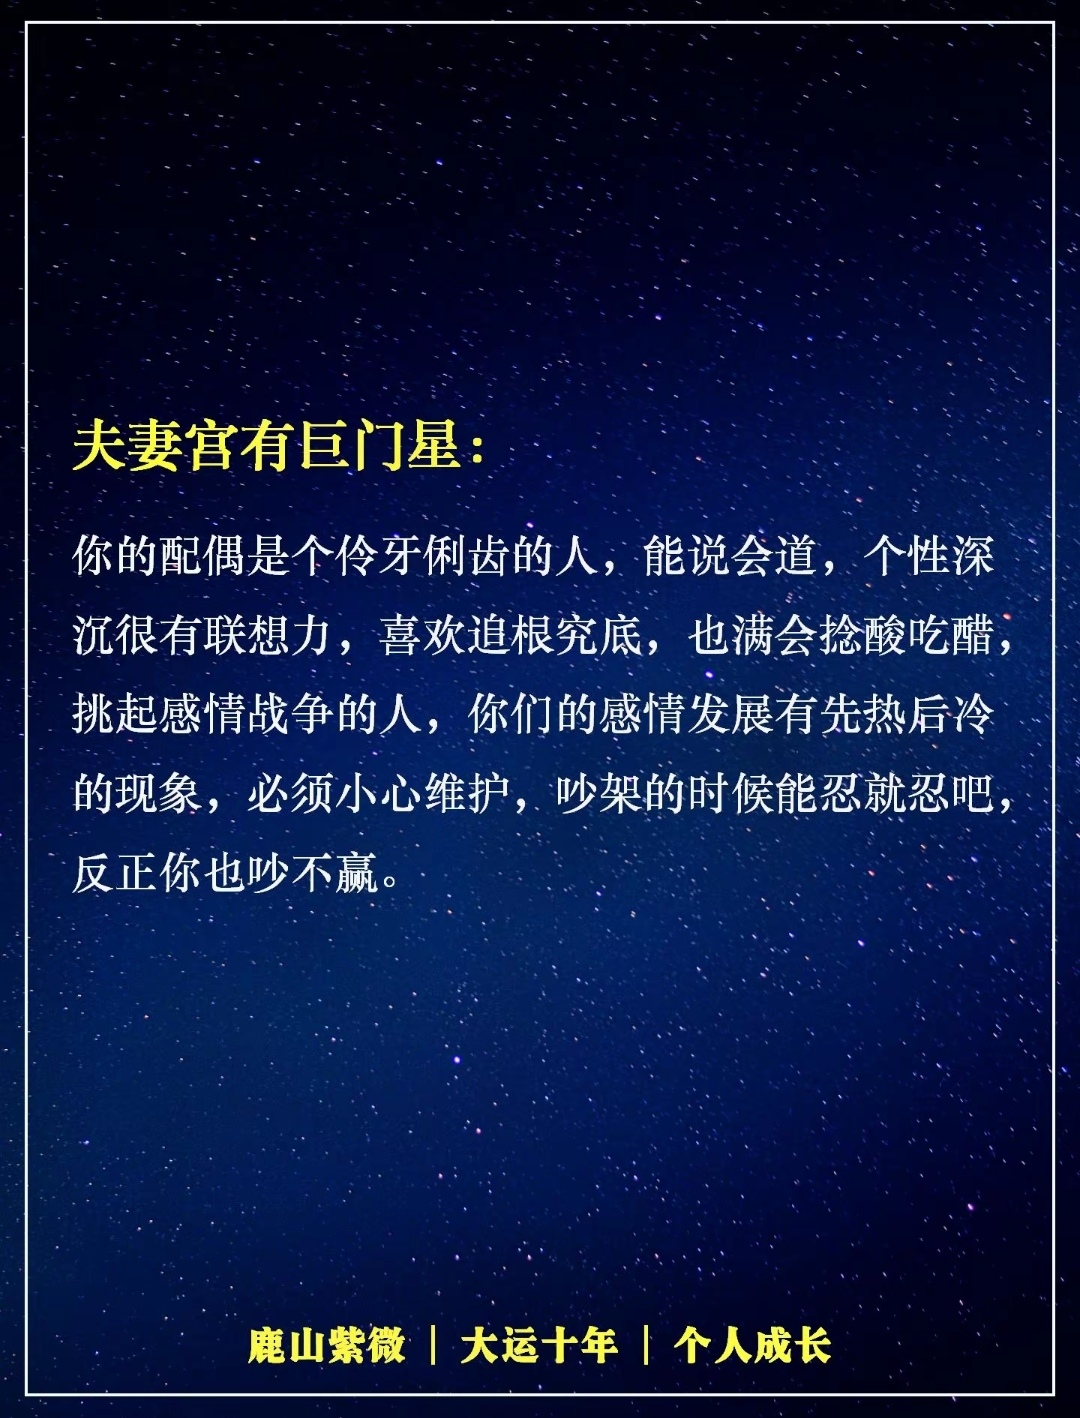 夫妻宫有巨门星：
你的配偶是个伶牙俐齿的人，能说会道，个性深
沉很有联想力，喜欢追根究底，也满会捻酸吃醋，
挑起感情战争的人，你们的感情发展有先热后冷
的现象，必须小心维护，吵架的时候能忍就忍吧，
反正你也吵不赢。
鹿山紫微 | 大运十年 | 个人成长